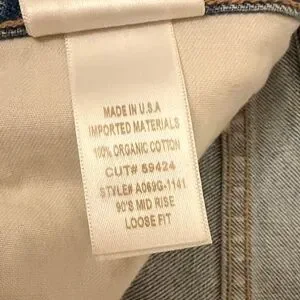 MADE IN U.S.A
IMPORTED MATERIALS
100% ORGANIC COTTON
CUT# 59424
STYLE# A069G-1141
90'S MID RISE
LOOSE FIT